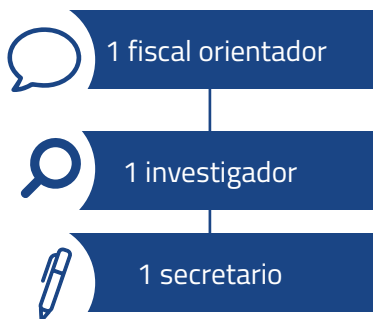 1 fiscal orientador
1 investigador
1 secretario